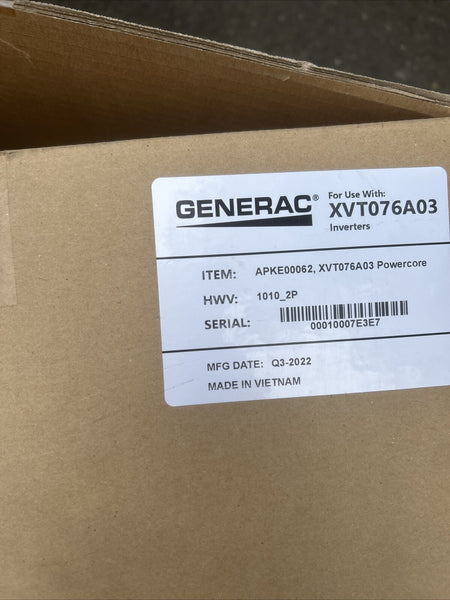 GENERAC®
For Use With:
XVT076A03
Inverters
ITEM: APKE00062, XVT076A03 Powercore
HWV: 1010_2P
SERIAL: 00010007E3E7
MFG DATE: Q3-2022
MADE IN VIETNAM